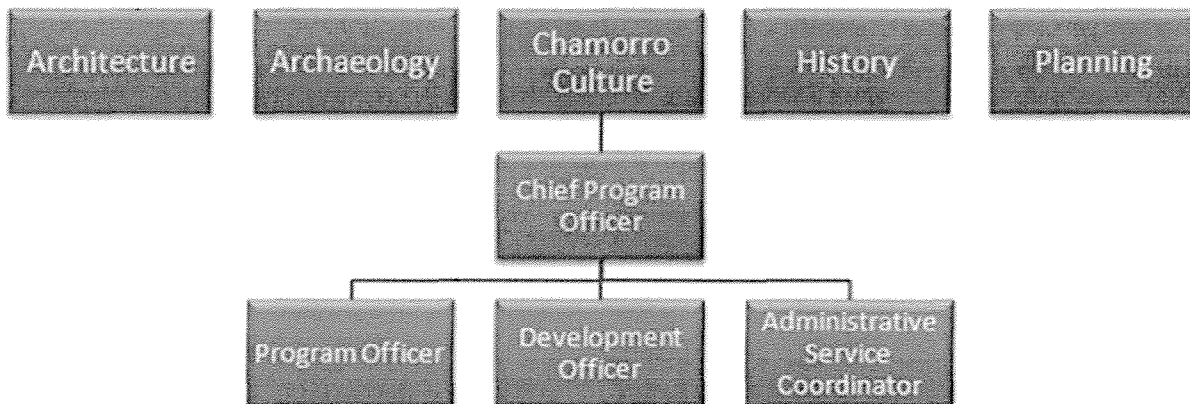 Architecture
Archaeology
Chamorro
Culture
History
Planning
Chief Program
Officer
Program Officer
Development
Officer
Administrative
Service
Coordinator